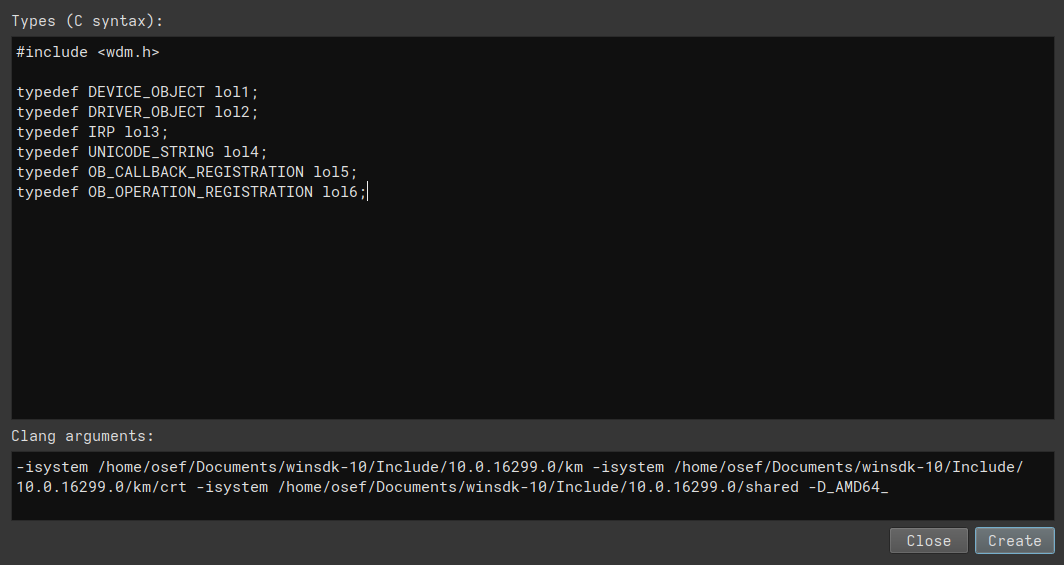 Types (C syntax):
#include <wdm.h>
typedef DEVICE_OBJECT lol1;
typedef DRIVER_OBJECT lol2;
typedef IRP lol3;
typedef UNICODE_STRING lol4;
typedef OB_CALLBACK_REGISTRATION lol5;
typedef OB_OPERATION_REGISTRATION lol6;
Clang arguments:
-isystem /home/osef/Documents/winsdk-10/Include/10.0.16299.0/km -isystem /home/osef/Documents/winsdk-10/Include/
10.0.16299.0/km/crt -isystem /home/osef/Documents/winsdk-10/Include/10.0.16299.0/shared -D_AMD64_
Close Create